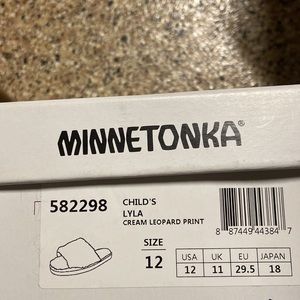 MINNETONKA®
582298
CHILD'S
LYLA
CREAM LEOPARD PRINT
SIZE
12
8 87449 44384 7
USA UK EU JAPAN
12 11 29.5 18